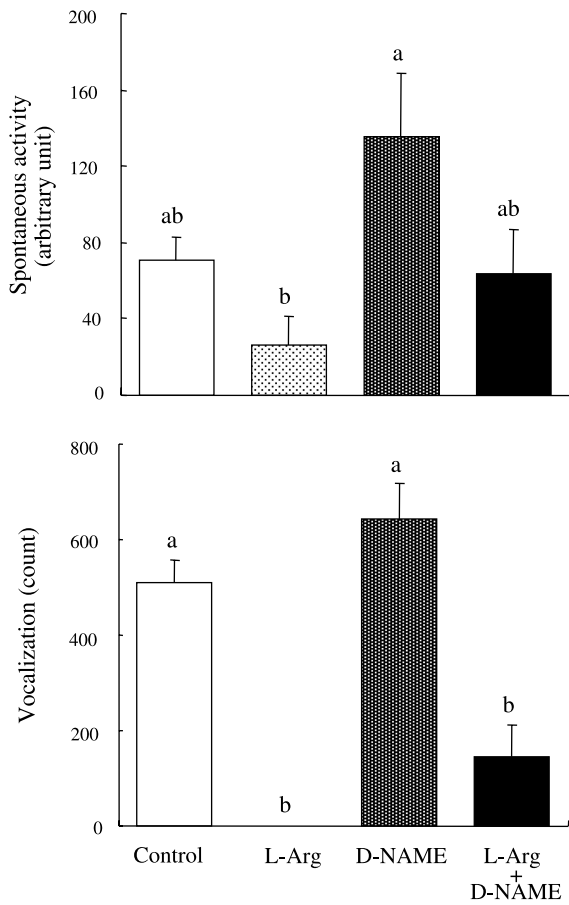 Spontaneous activity
(arbitrary unit)
200
160
120
80
40
0
ab
b
a
ab
Vocalization (count)
800
600
400
200
0
a
b
a
b
Control
L-Arg
D-NAME
L-Arg
+
D-NAME